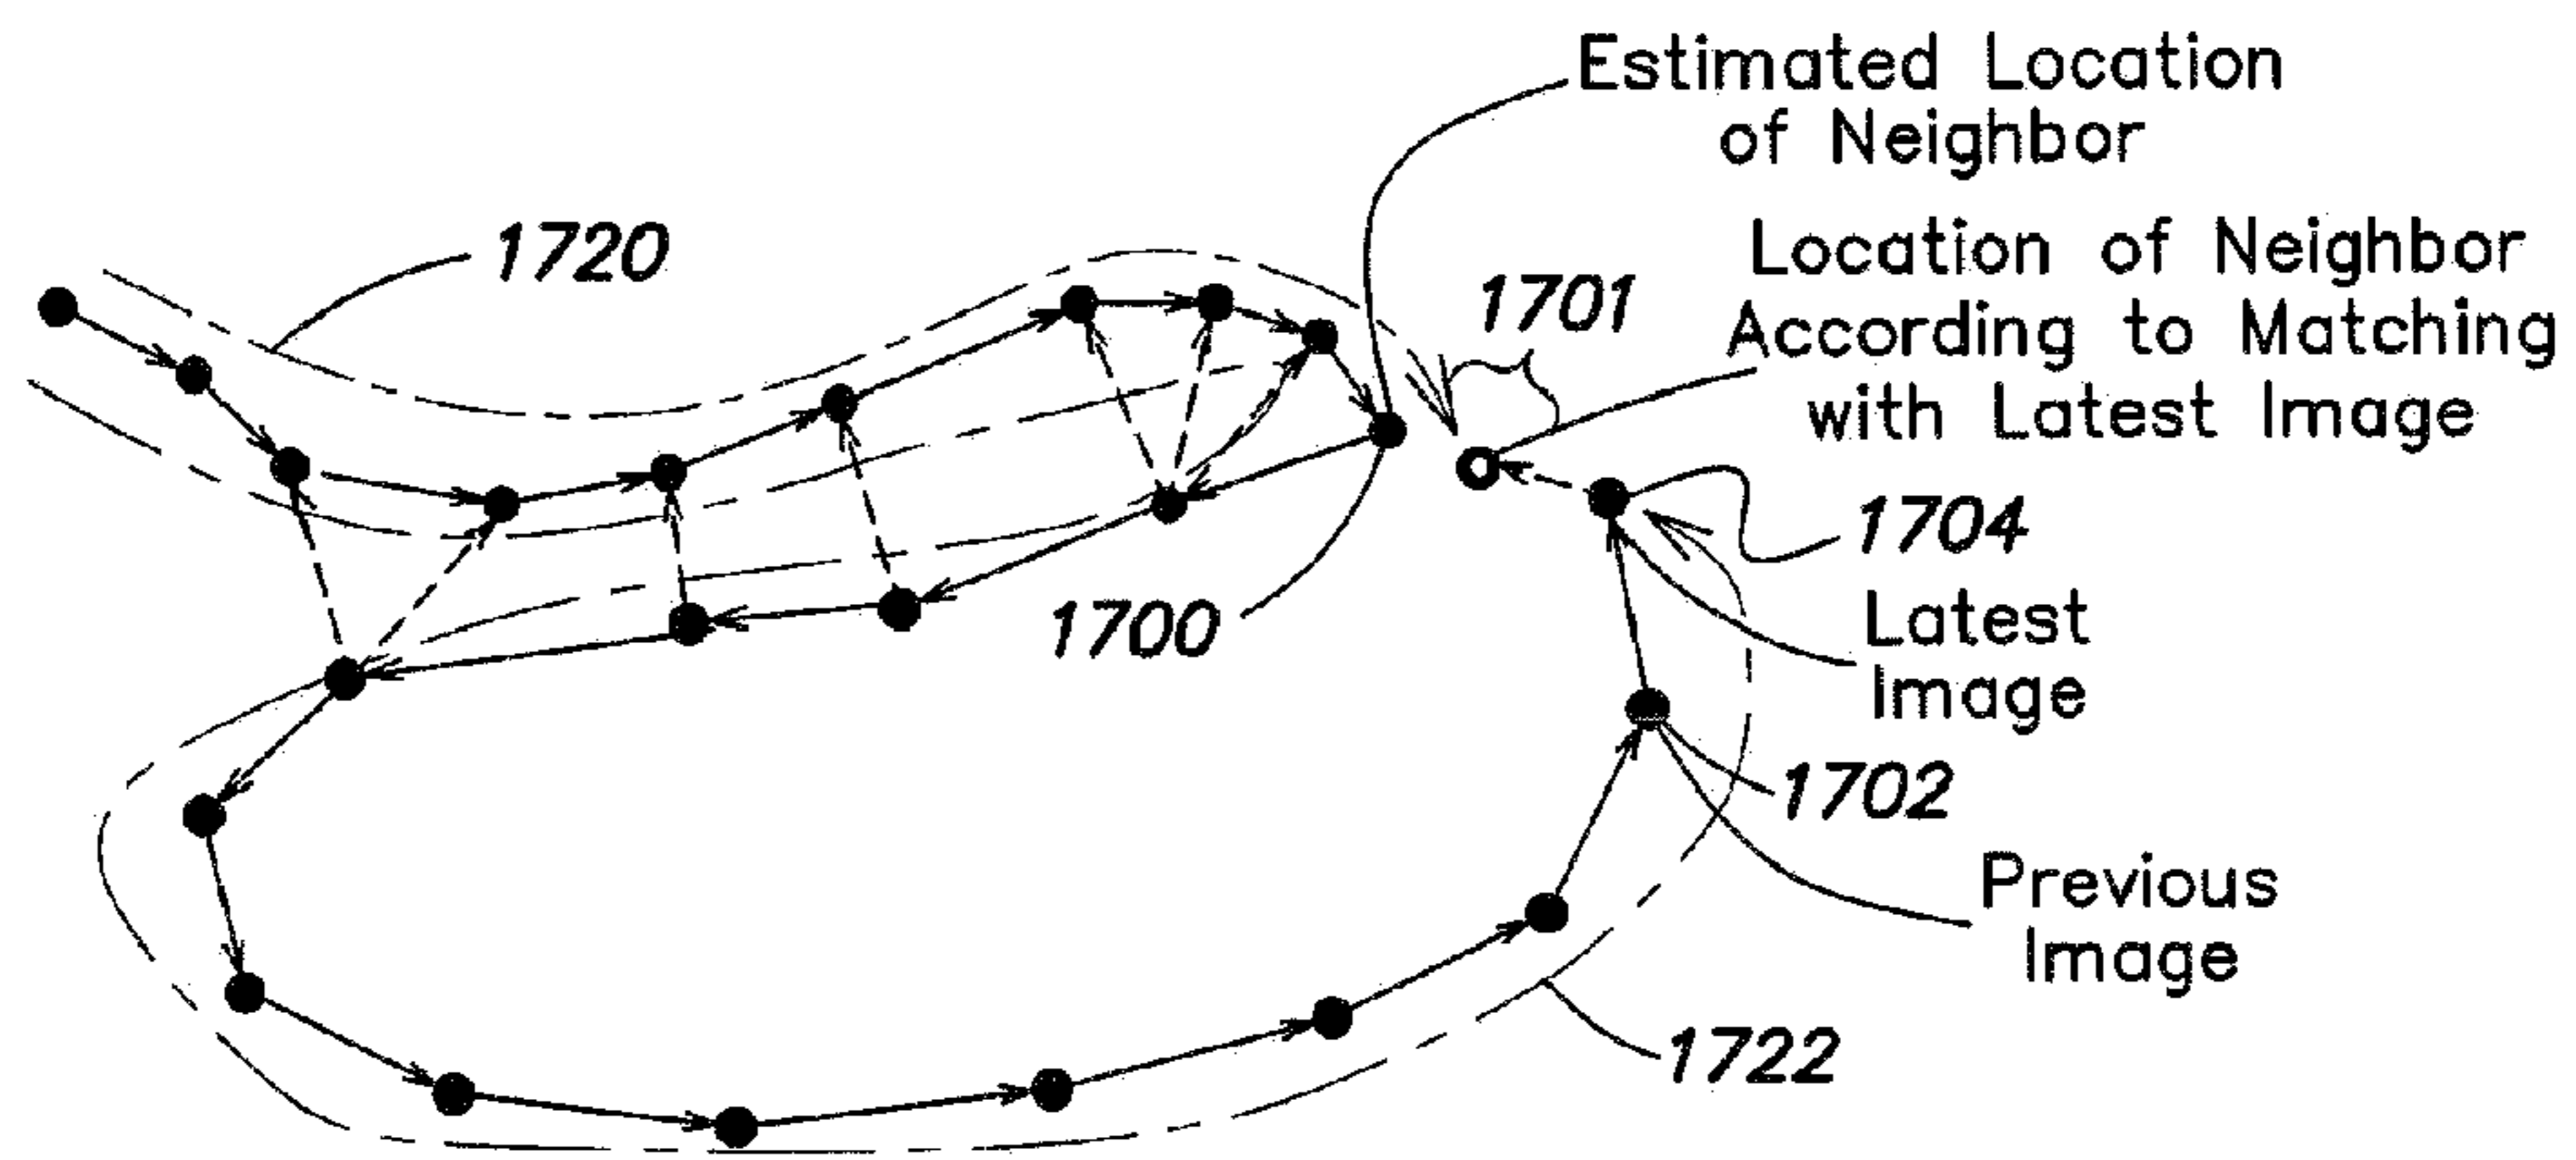 Estimated Location
of Neighbor
1720
1701
Location of Neighbor
According to Matching
with Latest Image
1704
1700
Latest
Image
1702
Previous
Image
1722